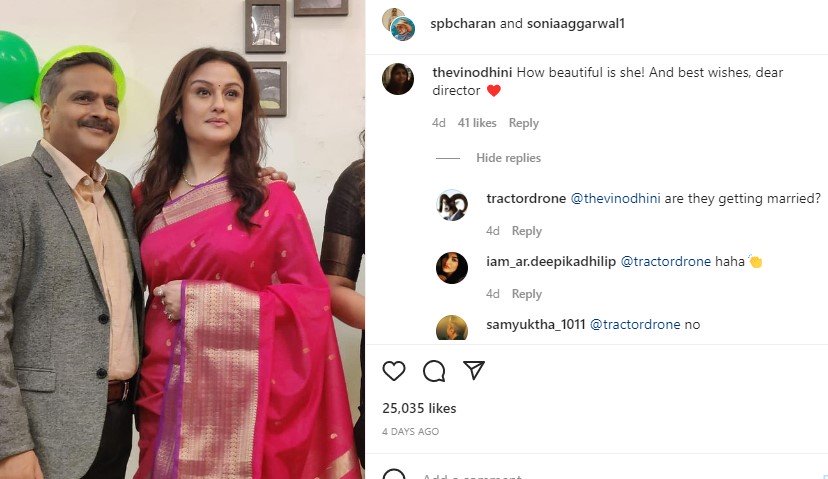 spbcharan and soniaaggarwal1
thevinodhini How beautiful is she! And best wishes, dear
director
4d 41 likes Reply
Hide replies
tractordrone @thevinodhini are they getting married?
4d Reply
iam_ar.deepikadhilip @tractordrone haha
4d Reply
samyuktha_1011 @tractordrone no
25,035 likes
4 DAYS AGO
Add a comment...